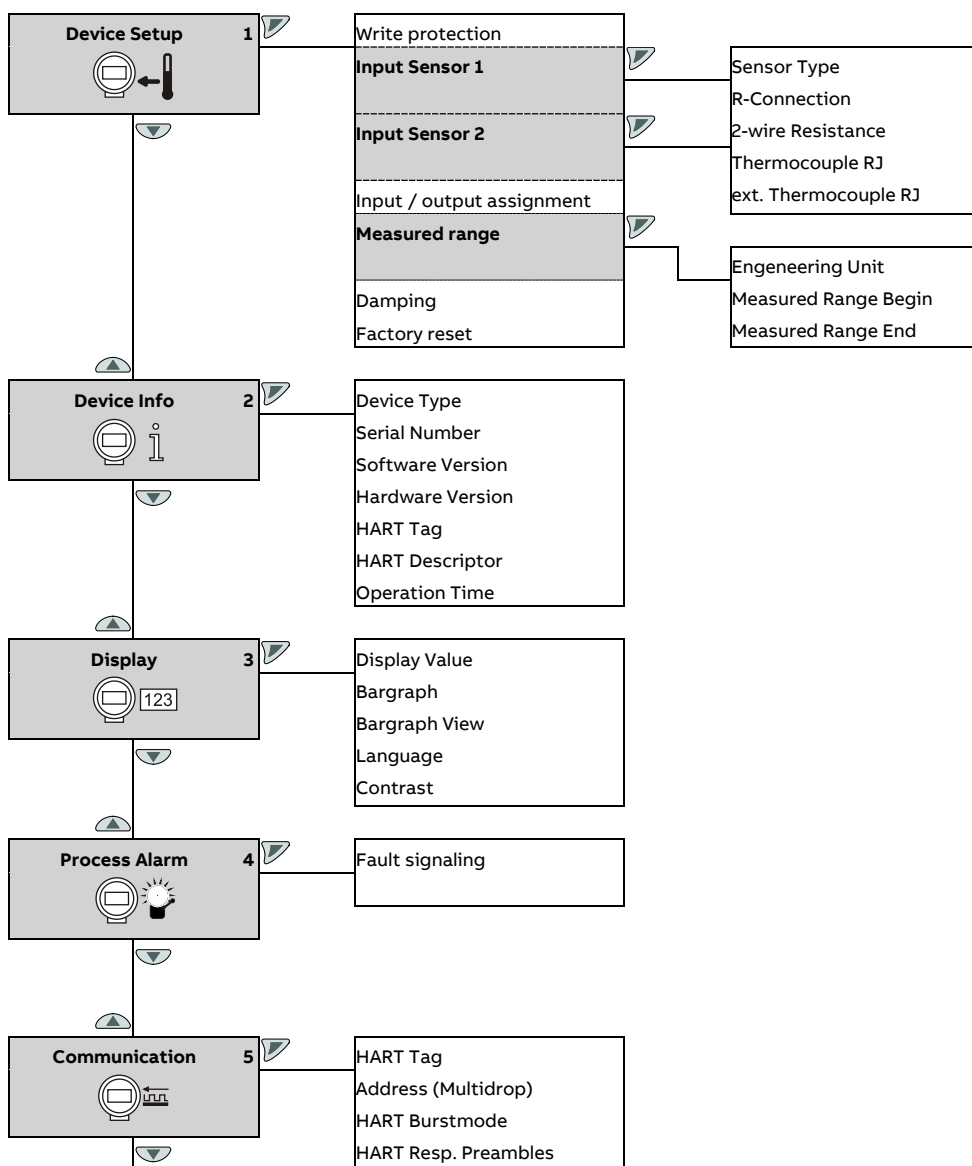 Device Setup 1
Write protection
Input Sensor 1
Input Sensor 2
Input / output assignment
Measured range
Damping
Factory reset
Sensor Type
R-Connection
2-wire Resistance
Thermocouple RJ
ext. Thermocouple RJ
Engeneering Unit
Measured Range Begin
Measured Range End
Device Info 2
Device Type
Serial Number
Software Version
Hardware Version
HART Tag
HART Descriptor
Operation Time
Display 3
123
Display Value
Bargraph
Bargraph View
Language
Contrast
Process Alarm 4
Fault signaling
Communication 5
HART Tag
Address (Multidrop)
HART Burstmode
HART Resp. Preambles